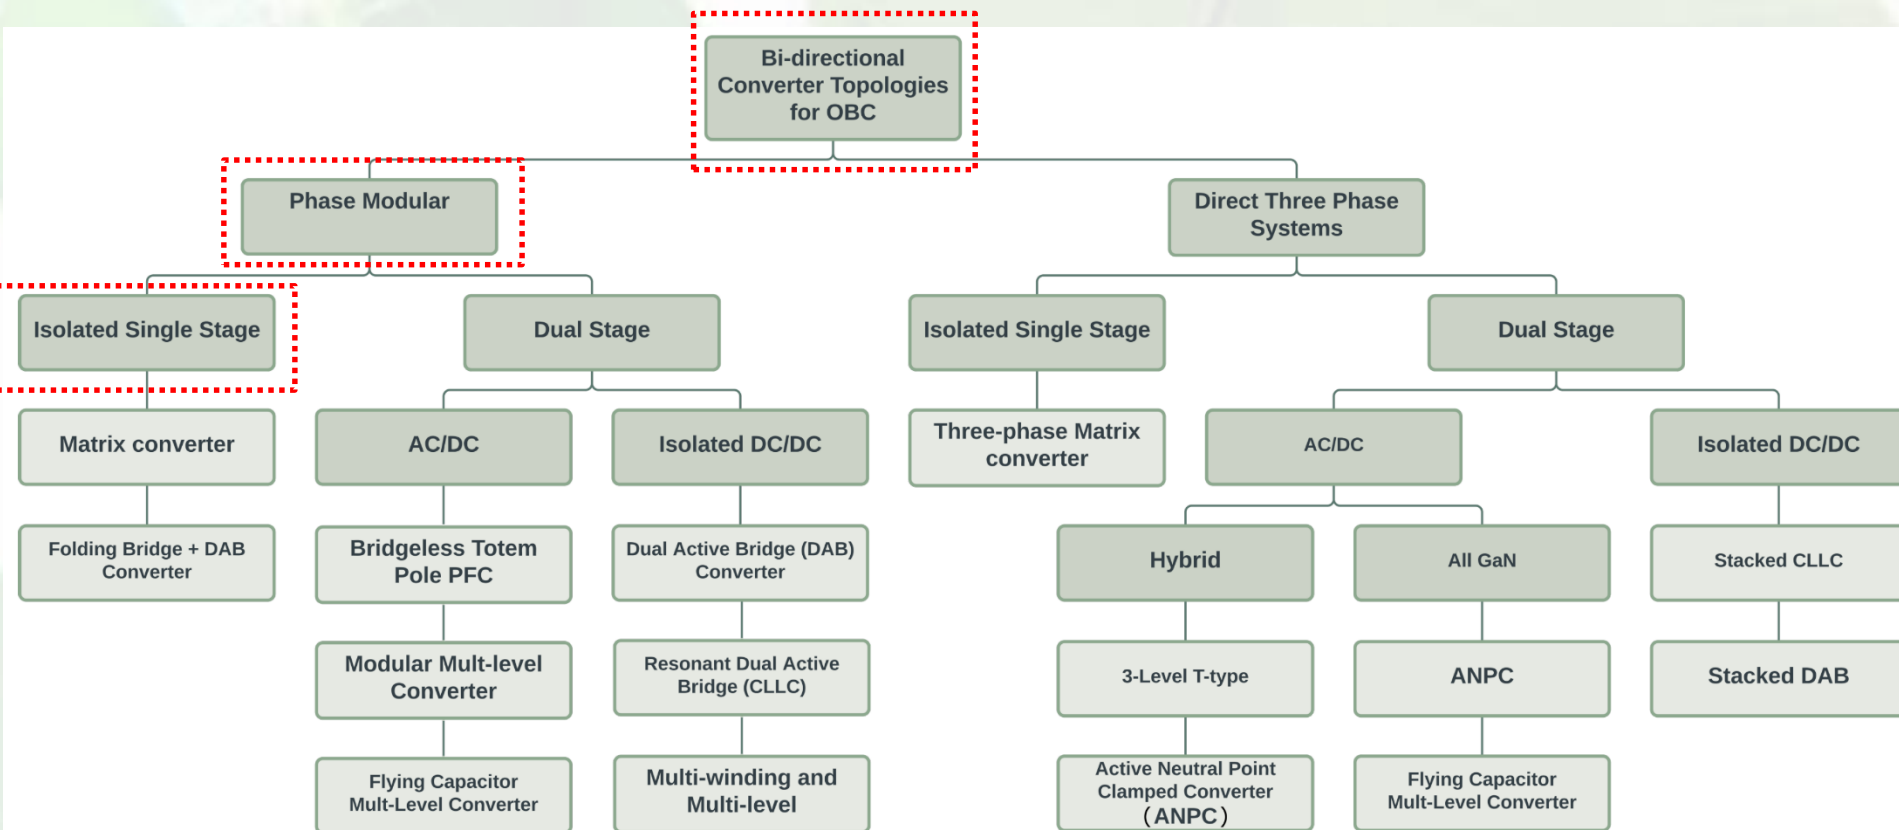 Bi-directional
Converter Topologies
for OBC
Phase Modular
Direct Three Phase
Systems
Isolated Single Stage
Dual Stage
Isolated Single Stage
Dual Stage
Matrix converter
AC/DC
Isolated DC/DC
Three-phase Matrix
converter
AC/DC
Isolated DC/DC
Folding Bridge + DAB
Converter
Bridgeless Totem
Pole PFC
Dual Active Bridge (DAB)
Converter
Hybrid
All GaN
Stacked CLLC
Modular Mult-level
Converter
Resonant Dual Active
Bridge (CLLC)
3-Level T-type
ANPC
Stacked DAB
Flying Capacitor
Mult-Level Converter
Multi-winding and
Multi-level
Active Neutral Point
Clamped Converter
（ANPC）
Flying Capacitor
Mult-Level Converter